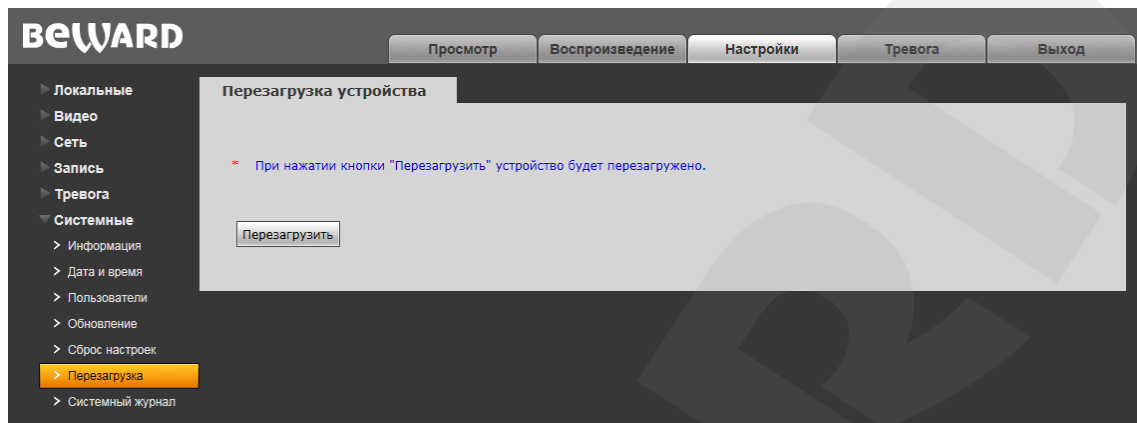 BEWARD
Просмотр Воспроизведение Настройки Тревога Выход
Локальные
Видео
Сеть
Запись
Тревога
Системные
Информация
Дата и время
Пользователи
Обновление
Сброс настроек
Перезагрузка
Системный журнал
Перезагрузка устройства
* При нажатии кнопки "Перезагрузить" устройство будет перезагружено.
Перезагрузить